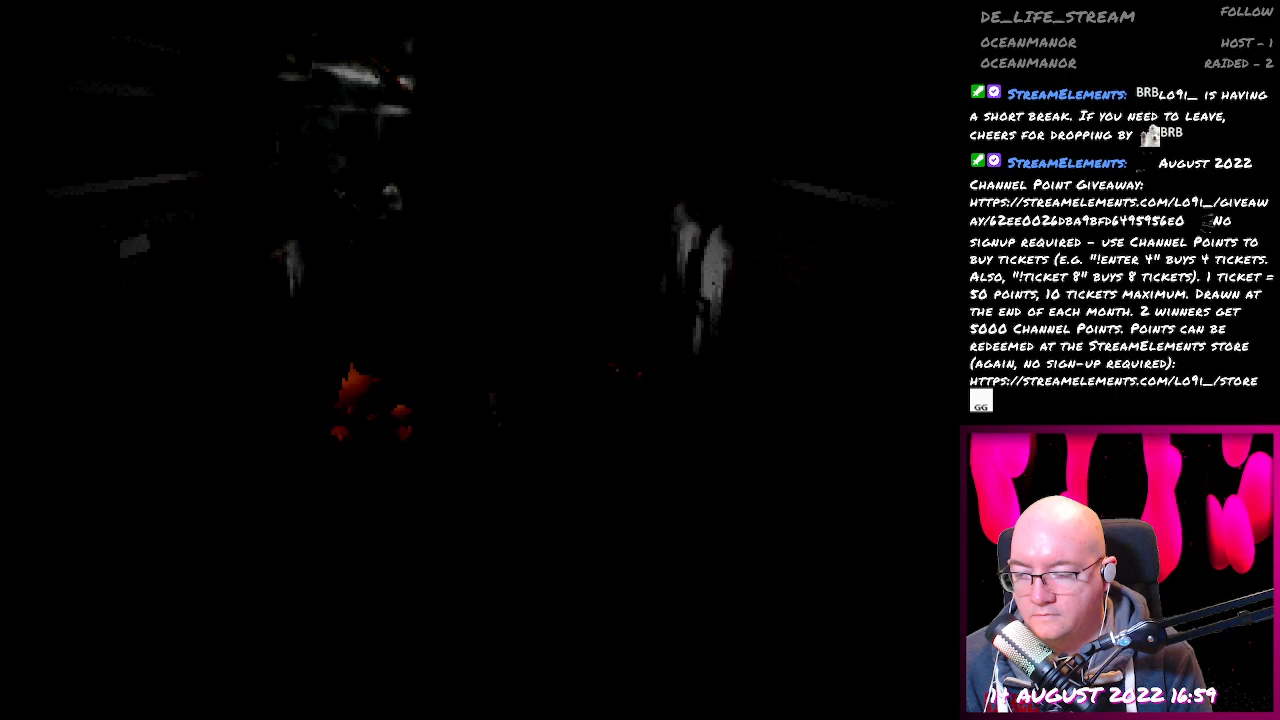 DE_LIFE_STREAM FOLLOW
OCEANMANOR HOST - 1
OCEANMANOR RAIDED - 2
StreamElements: BRB LO91_ IS HAVING
A SHORT BREAK. IF YOU NEED TO LEAVE,
CHEERS FOR DROPPING BY BRB
StreamElements: August 2022
Channel Point Giveaway:
https://streamelements.com/lo91_/giveaw
ay/62ee0026dba9bfd6495956e0 No
signup required - use Channel Points to
buy tickets (e.g. "!enter 4" buys 4 tickets.
Also, "!ticket 8" buys 8 tickets). 1 ticket =
50 points, 10 tickets maximum. Drawn at
the end of each month. 2 winners get
5000 Channel Points. Points can be
redeemed at the StreamElements store
(again, no sign-up required):
https://streamelements.com/lo91_/store
GG
AUGUST 2022 16:59